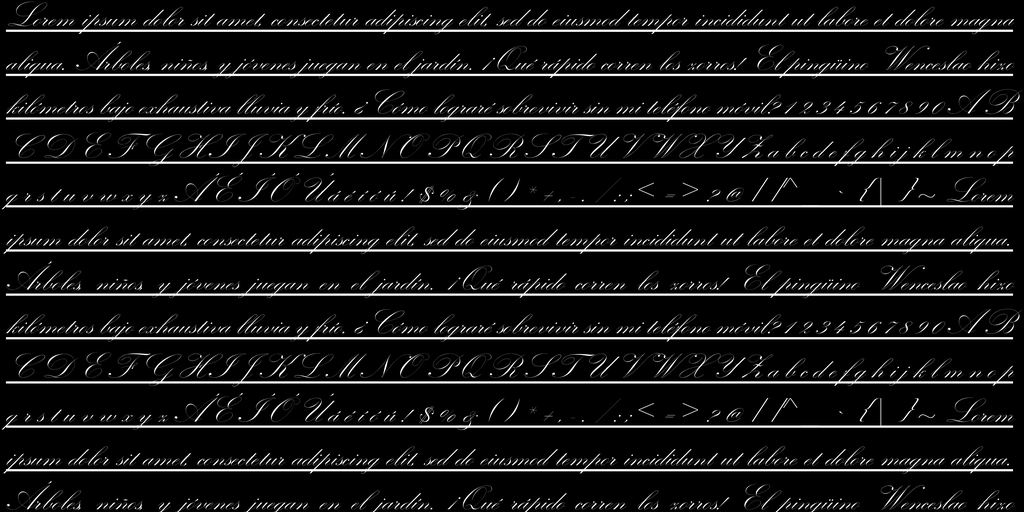 Lorem ipsum dolor sit amet, consectetur adipiscing elit, sed do eiusmod tempor incididunt ut labore et dolore magna
aliqua. Árboles niños y jóvenes juegan en el jardín. ¡Qué rápido corren los zorros! El pingüino Wenceslao hizo
kilómetros bajo exhaustiva lluvia y frío. ¿ Cómo lograré sobrevivir sin mi teléfono móvil? 1 2 3 4 5 6 7 8 9 0 A B
C D E F G H I J K L M N O P Q R S T U V W X Y Z a b c d e f g h i j k l m n o p
q r s t u v w x y z Á É Í Ó Ú á é í ó ú ! $ % & ( ) * + , - . / : ; < = > ? @ [ / ] ^ ` { | } ~ Lorem
ipsum dolor sit amet, consectetur adipiscing elit, sed do eiusmod tempor incididunt ut labore et dolore magna aliqua.
Árboles niños y jóvenes juegan en el jardín. ¡Qué rápido corren los zorros! El pingüino Wenceslao hizo
kilómetros bajo exhaustiva lluvia y frío. ¿ Cómo lograré sobrevivir sin mi teléfono móvil? 1 2 3 4 5 6 7 8 9 0 A B
C D E F G H I J K L M N O P Q R S T U V W X Y Z a b c d e f g h i j k l m n o p
q r s t u v w x y z Á É Í Ó Ú á é í ó ú ! $ % & ( ) * + , - . / : ; < = > ? @ [ / ] ^ ` { | } ~ Lorem
ipsum dolor sit amet, consectetur adipiscing elit, sed do eiusmod tempor incididunt ut labore et dolore magna aliqua.
Árboles niños y jóvenes juegan en el jardín. ¡Qué rápido corren los zorros! El pingüino Wenceslao hizo